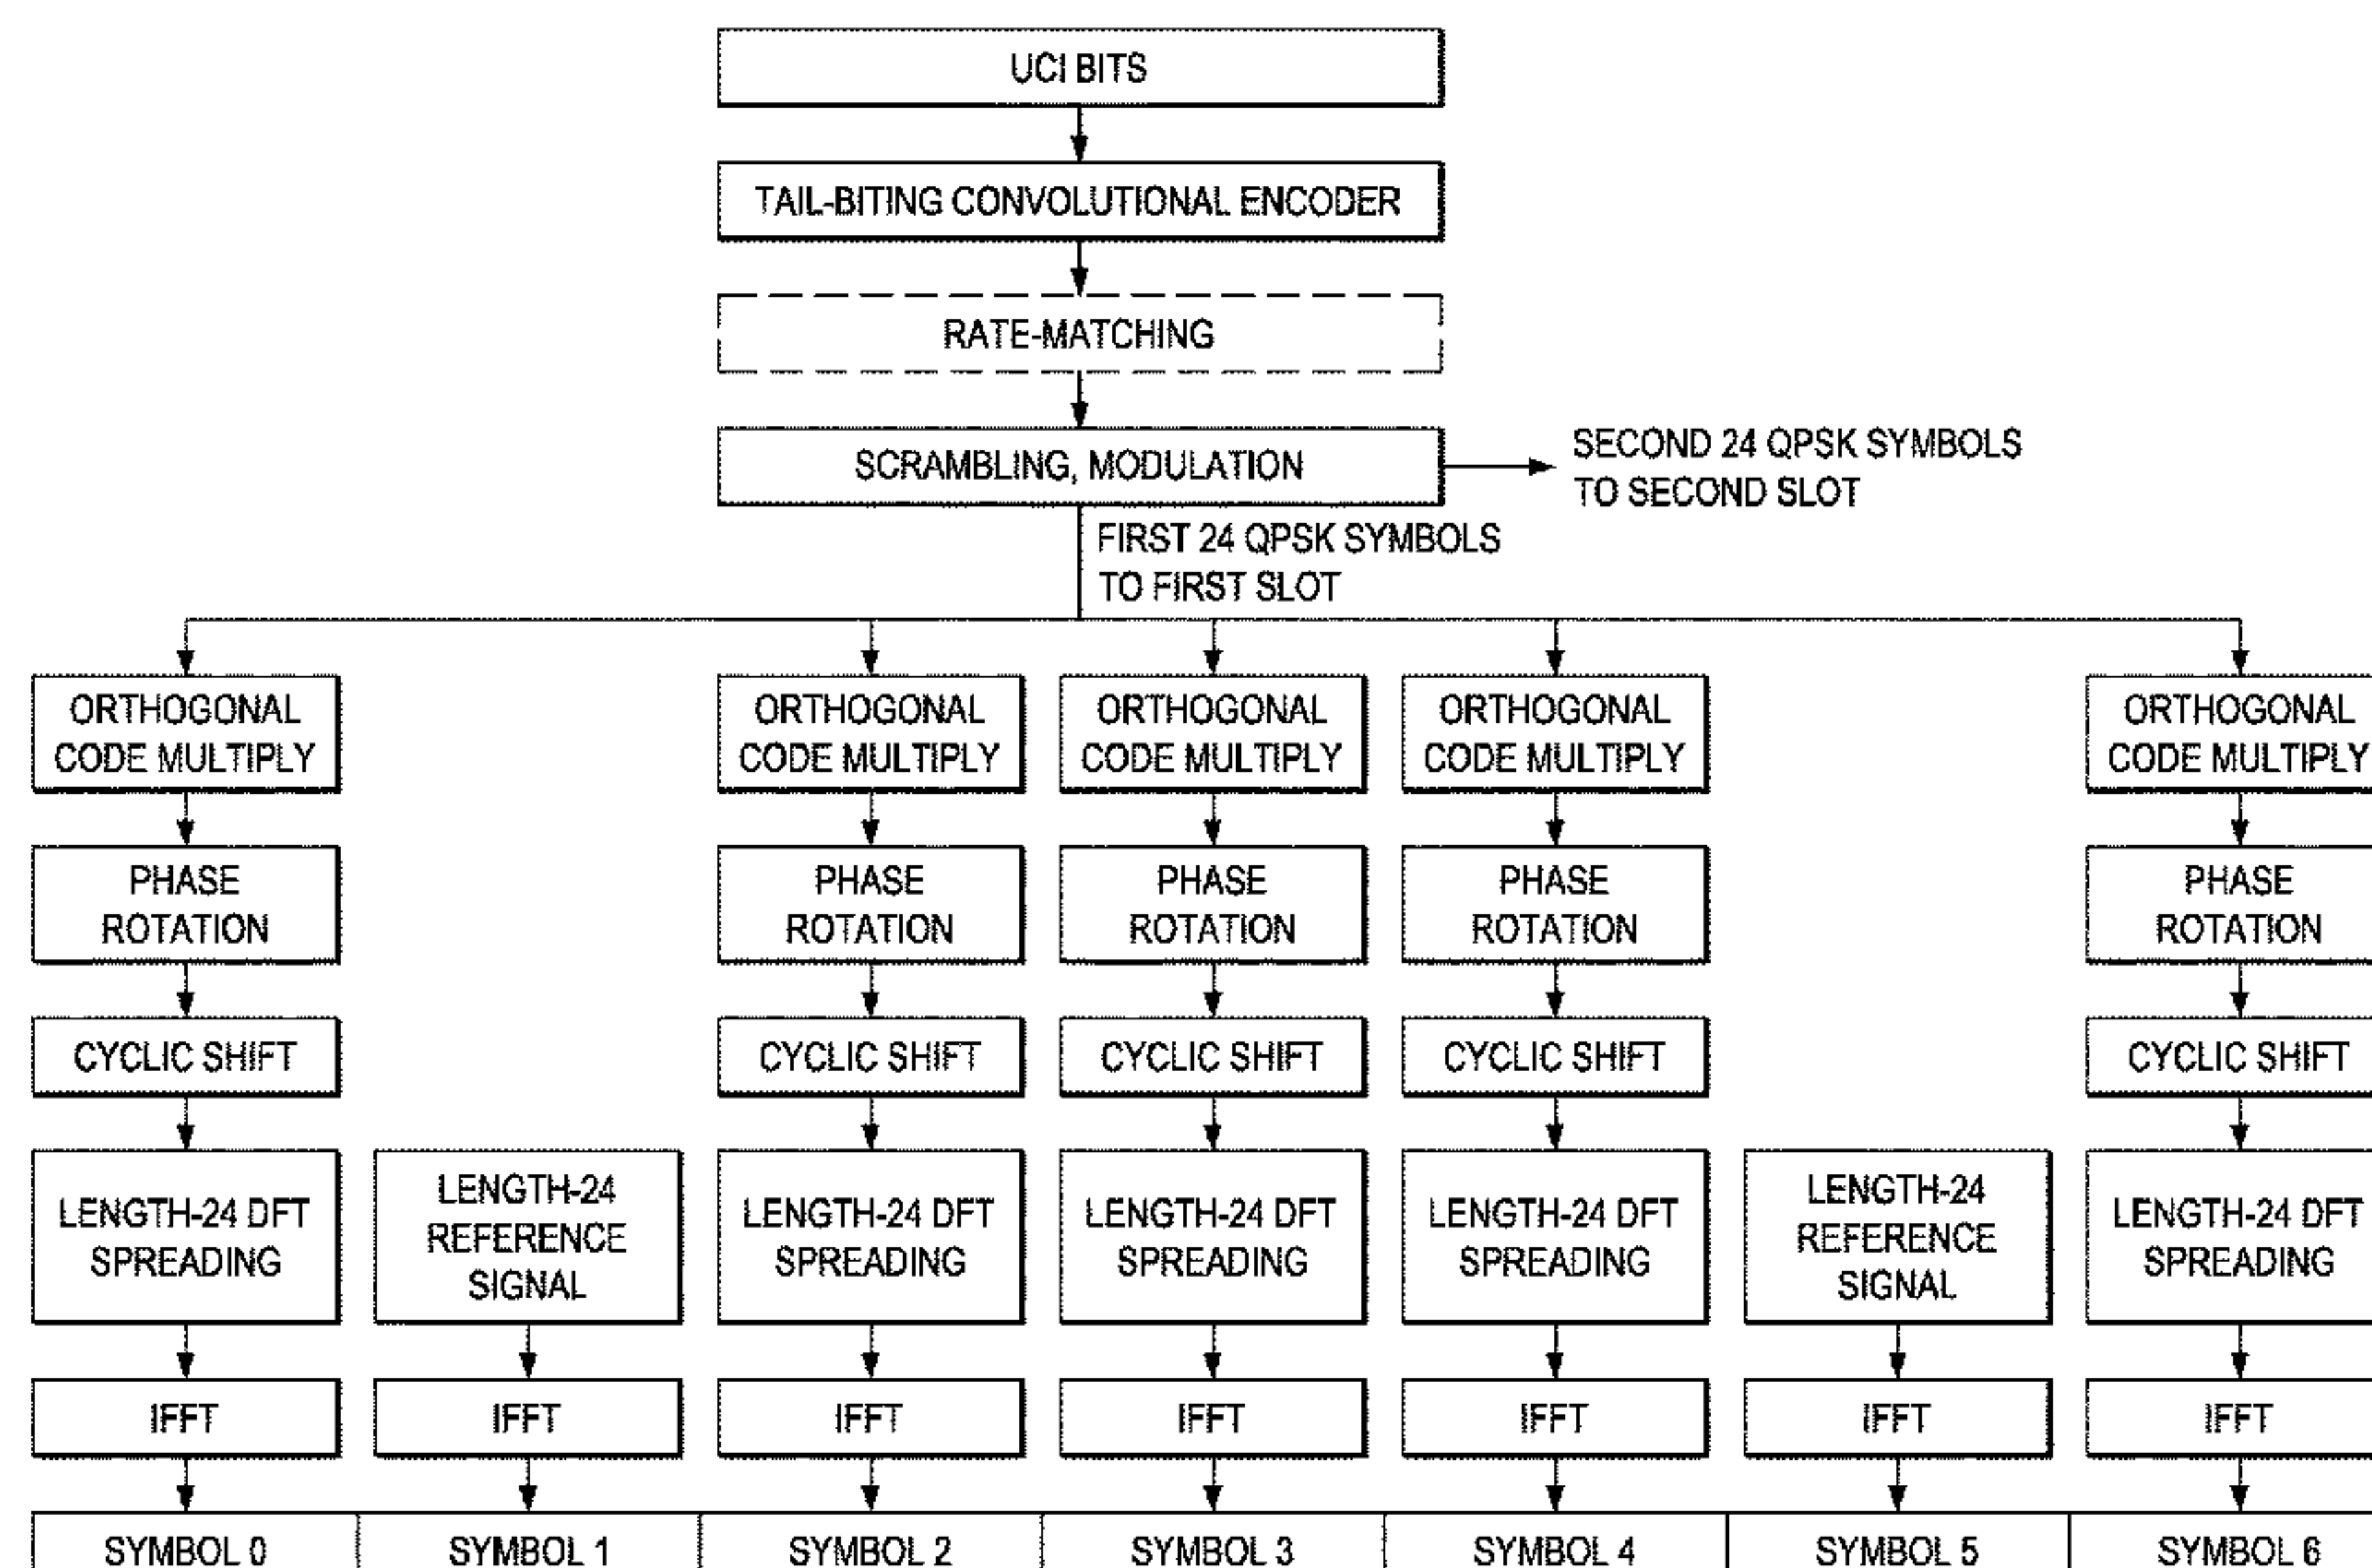 UCI BITS
TAIL-BITING CONVOLUTIONAL ENCODER
RATE-MATCHING
SCRAMBLING, MODULATION
SECOND 24 QPSK SYMBOLS
TO SECOND SLOT
FIRST 24 QPSK SYMBOLS
TO FIRST SLOT
ORTHOGONAL ORTHOGONAL ORTHOGONAL ORTHOGONAL ORTHOGONAL
CODE MULTIPLY CODE MULTIPLY CODE MULTIPLY CODE MULTIPLY CODE MULTIPLY
PHASE PHASE PHASE PHASE PHASE
ROTATION ROTATION ROTATION ROTATION ROTATION
CYCLIC SHIFT CYCLIC SHIFT CYCLIC SHIFT CYCLIC SHIFT CYCLIC SHIFT
LENGTH-24 DFT
SPREADING
LENGTH-24
REFERENCE
SIGNAL
LENGTH-24 DFT
SPREADING
LENGTH-24 DFT
SPREADING
LENGTH-24 DFT
SPREADING
LENGTH-24
REFERENCE
SIGNAL
LENGTH-24 DFT
SPREADING
IFFT IFFT IFFT IFFT IFFT IFFT IFFT
SYMBOL 0 SYMBOL 1 SYMBOL 2 SYMBOL 3 SYMBOL 4 SYMBOL 5 SYMBOL 6